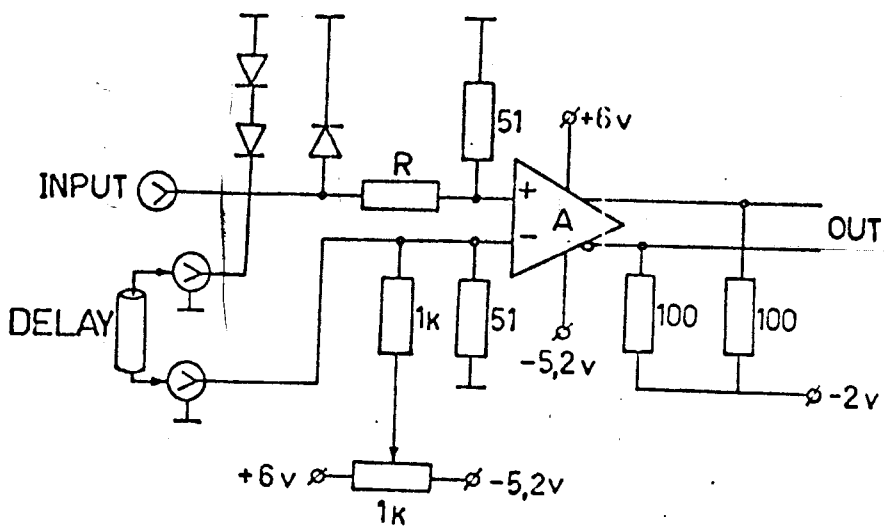 51
+6v
R
INPUT
+
A
-
OUT
DELAY
1k
51
100
100
-5,2v
-2v
+6v
-5,2v
1k